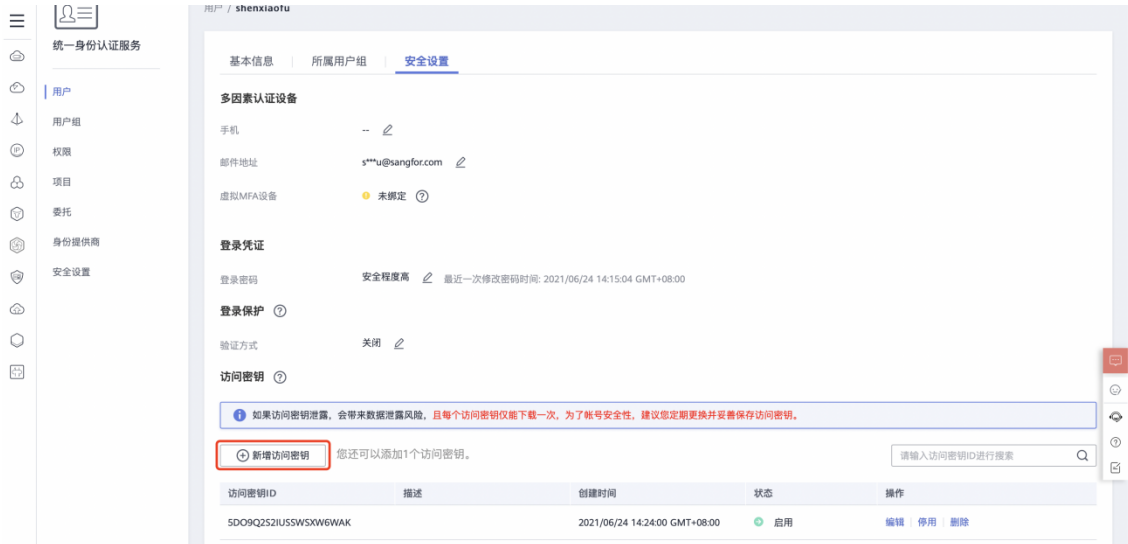 用户 / shenxiaofu
统一身份认证服务
用户
用户组
权限
项目
委托
身份提供商
安全设置
基本信息 所属用户组 安全设置
多因素认证设备
手机 --
邮件地址 s***u@sangfor.com
虚拟MFA设备 未绑定
登录凭证
登录密码 安全程度高 最近一次修改密码时间: 2021/06/24 14:15:04 GMT+08:00
登录保护
验证方式 关闭
访问密钥
如果访问密钥泄露，会带来数据泄露风险，且每个访问密钥仅能下载一次，为了帐号安全性，建议您定期更换并妥善保存访问密钥。
新增访问密钥 您还可以添加1个访问密钥。 请输入访问密钥ID进行搜索
访问密钥ID 描述 创建时间 状态 操作
5DO9Q2S2IUSSWSXW6WAK 2021/06/24 14:24:00 GMT+08:00 启用 编辑 停用 删除